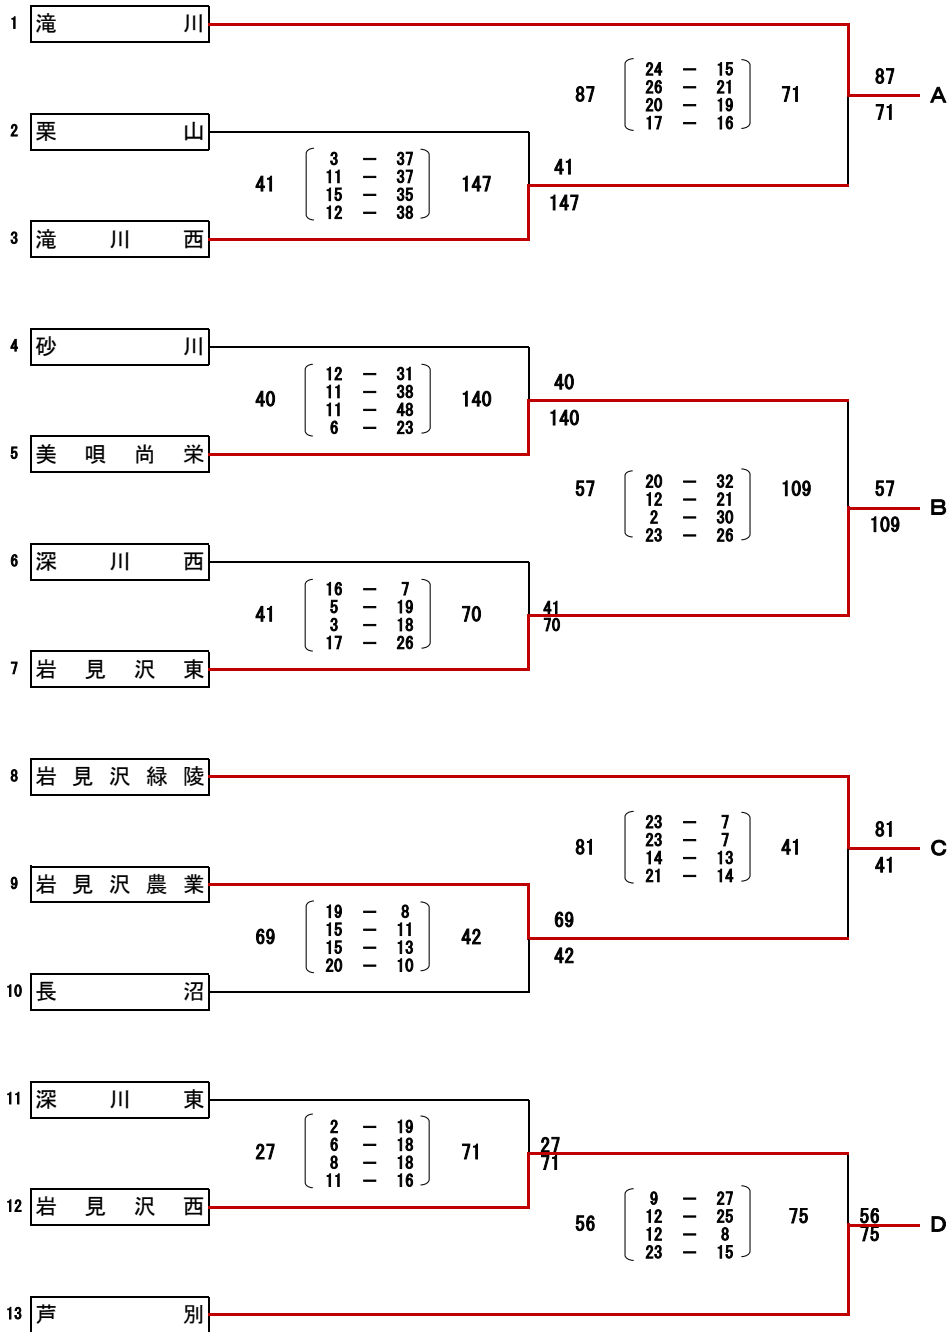 1 滝川
24 — 15
87 26 — 21 71
20 — 19
17 — 16
87
71
A
2 栗山
3 — 37
41 11 — 37 147
15 — 35
12 — 38
41
147
3 滝川西
4 砂川
12 — 31
40 11 — 38 140
11 — 48
6 — 23
40
140
5 美唄尚栄
20 — 32
57 12 — 21 109
2 — 30
23 — 26
57
109
B
6 深川西
16 — 7
41 5 — 19 70
3 — 18
17 — 26
41
70
7 岩見沢東
8 岩見沢緑陵
23 — 7
81 23 — 7 41
14 — 13
21 — 14
81
41
C
9 岩見沢農業
19 — 8
69 15 — 11 42
15 — 13
20 — 10
69
42
10 長沼
11 深川東
2 — 19
27 6 — 18 71
8 — 18
11 — 16
27
71
12 岩見沢西
9 — 27
56 12 — 25 75
12 — 8
23 — 15
56
75
D
13 芦別